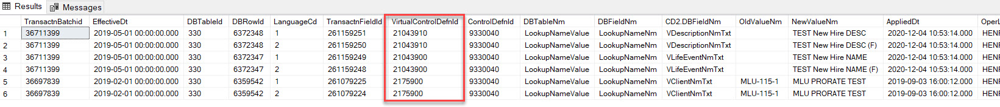 Results Messages
TransactnBatchid EffectiveDt DBTableId DBRowId LanguageCd TransactnFieldId VirtualControlDefnId ControlDefnId DBTableNm DBFieldNm CD2.DBFieldNm OldValueNm NewValueNm AppliedDt OperL
1 36711399 2019-05-01 00:00:00.000 330 6372348 1 261159251 21043910 9330040 LookupNameValue LookupNameNm VDescriptionNmTxt TEST New Hire DESC 2020-12-04 10:53:14.000 HENF
2 36711399 2019-05-01 00:00:00.000 330 6372348 2 261159250 21043910 9330040 LookupNameValue LookupNameNm VDescriptionNmTxt TEST New Hire DESC (F) 2020-12-04 10:53:14.000 HENF
3 36711399 2019-05-01 00:00:00.000 330 6372347 1 261159249 21043900 9330040 LookupNameValue LookupNameNm VLifeEventNmTxt TEST New Hire NAME 2020-12-04 10:53:14.000 HENF
4 36711399 2019-05-01 00:00:00.000 330 6372347 2 261159248 21043900 9330040 LookupNameValue LookupNameNm VLifeEventNmTxt TEST New Hire NAME (F) 2020-12-04 10:53:14.000 HENF
5 36697839 2019-02-01 00:00:00.000 330 6359542 1 261079225 2175900 9330040 LookupNameValue LookupNameNm VClientNmTxt MLU-115-1 MLU PRORATE TEST 2019-09-03 16:00:12.000 HENF
6 36697839 2019-02-01 00:00:00.000 330 6359542 2 261079224 2175900 9330040 LookupNameValue LookupNameNm VClientNmTxt MLU-115-1 MLU PRORATE TEST 2019-09-03 16:00:12.000 HENF